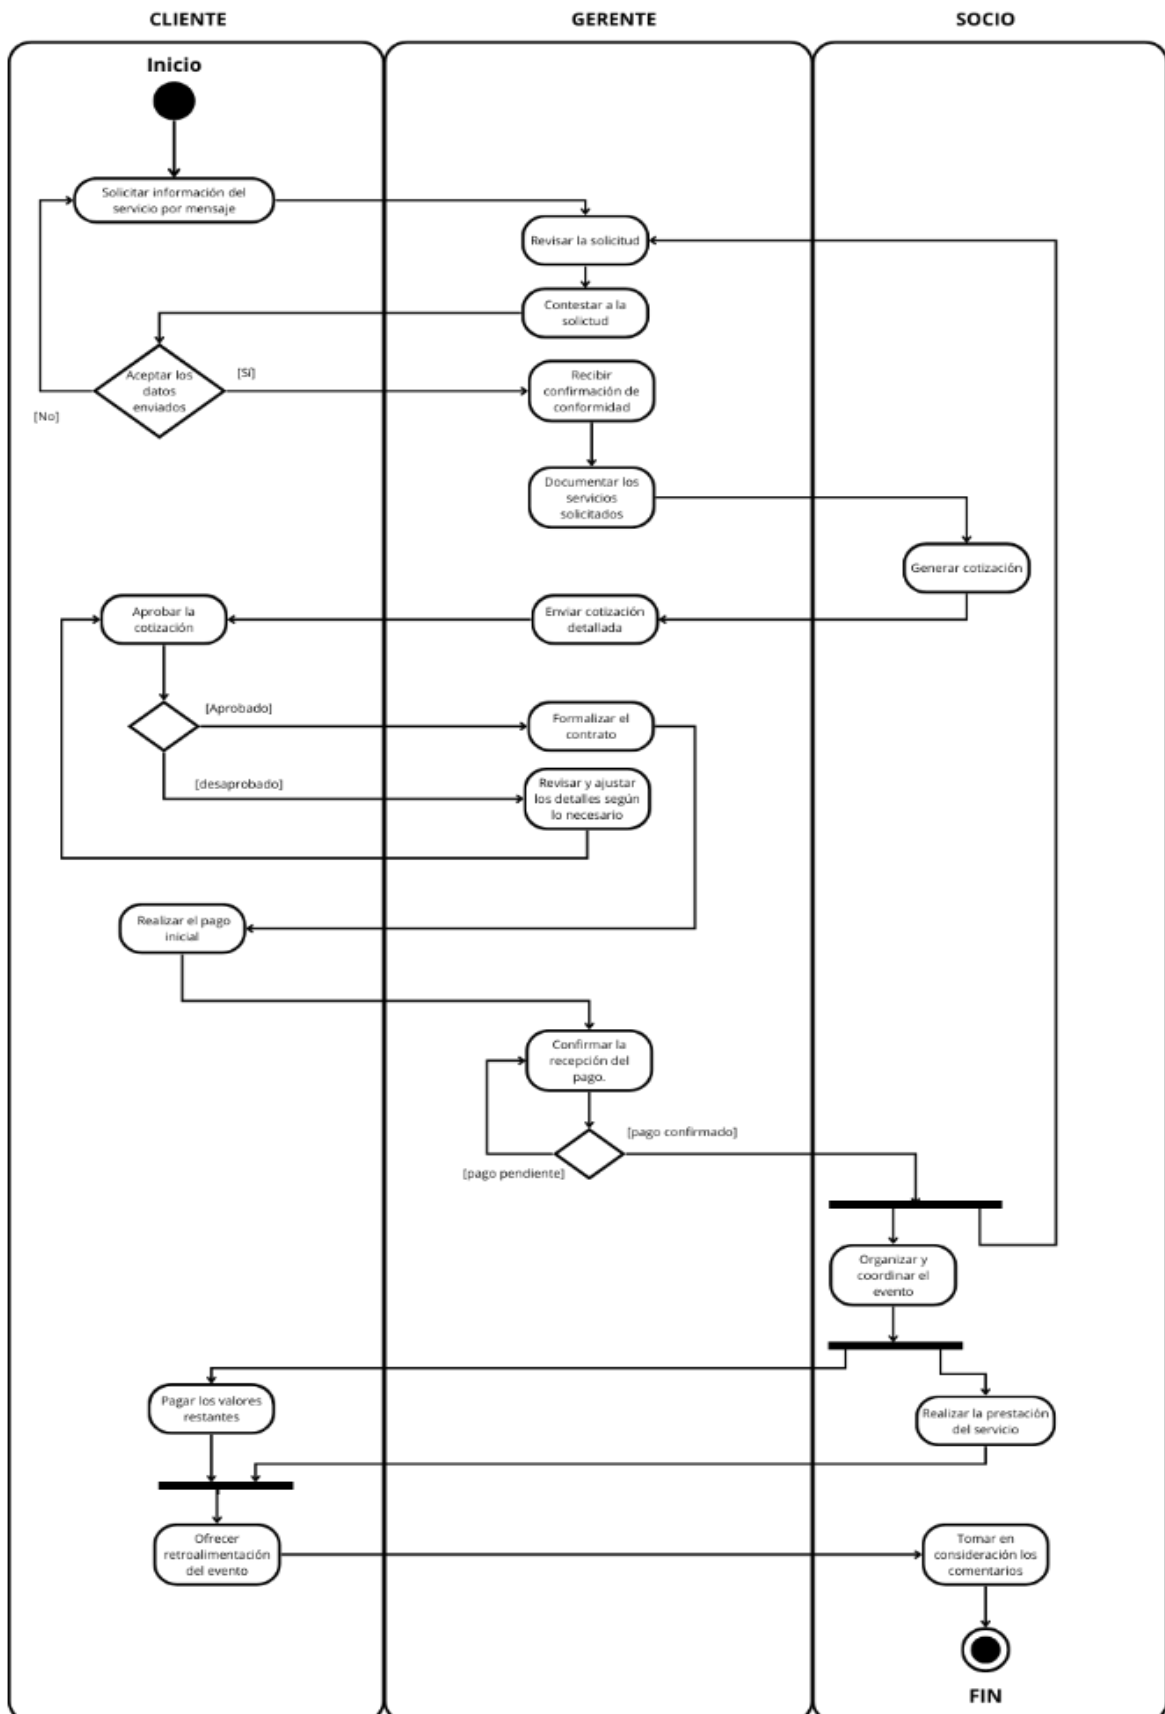 CLIENTE
GERENTE
SOCIO
Inicio
Solicitar información del
servicio por mensaje
Revisar la solicitud
Contestar a la
solictud
Aceptar los
datos
enviados
[Sí]
[No]
Recibir
confirmación de
conformidad
Documentar los
servicios
solicitados
Generar cotización
Enviar cotización
detallada
Aprobar la
cotización
[Aprobado]
Formalizar el
contrato
[desaprobado]
Revisar y ajustar
los detalles según
lo necesario
Realizar el pago
inicial
Confirmar la
recepción del
pago.
[pago confirmado]
[pago pendiente]
Organizar y
coordinar el
evento
Pagar los valores
restantes
Realizar la prestación
del servicio
Ofrecer
retroalimentación
del evento
Tomar en
consideración los
comentarios
FIN